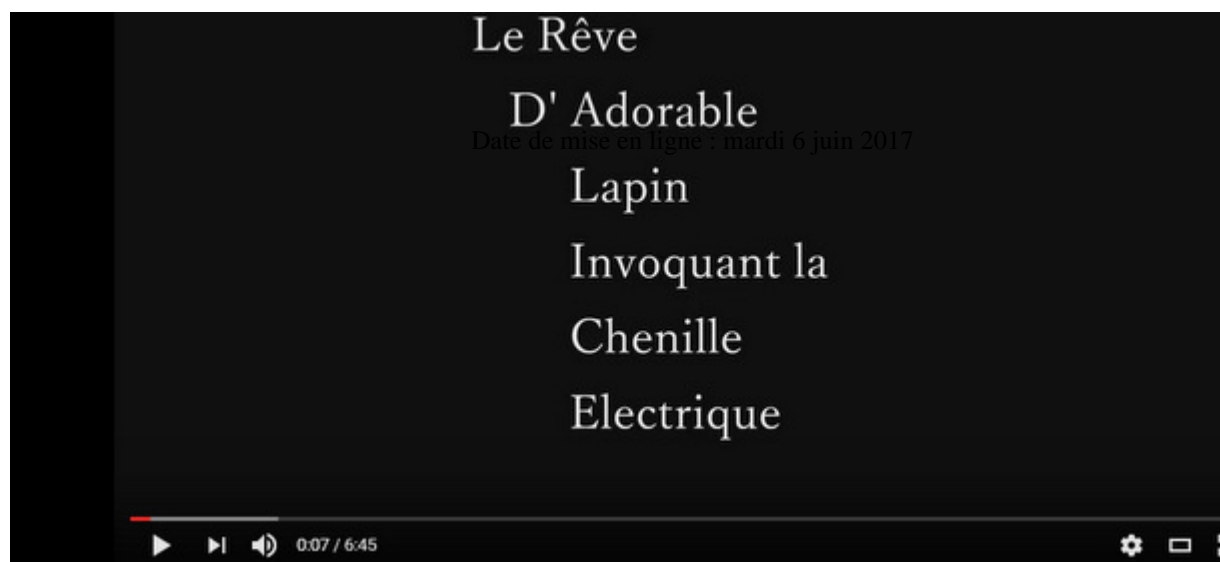 Le Rêve
D' Adorable
Date de mise en ligne : mardi 6 juin 2017
Lapin
Invoquant la
Chenille
Electrique
0:07 / 6:45